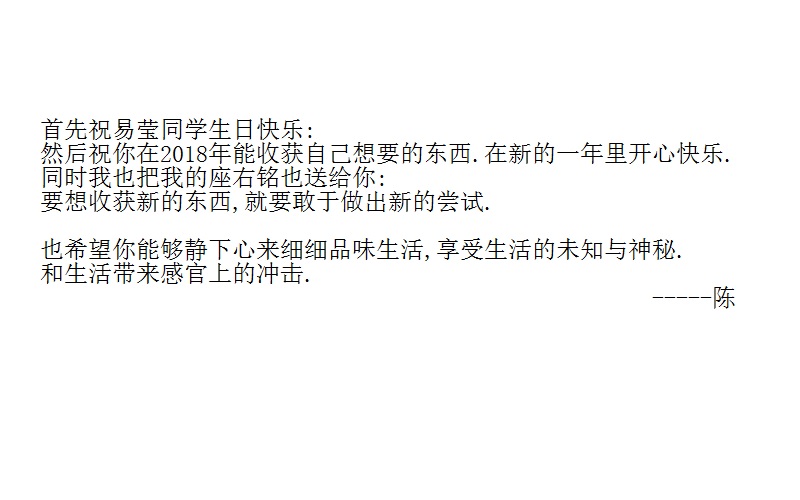 首先祝易莹同学生日快乐:
然后祝你在2018年能收获自己想要的东西.在新的一年里开心快乐.
同时我也把我的座右铭也送给你:
要想收获新的东西,就要敢于做出新的尝试.
也希望你能够静下心来细细品味生活,享受生活的未知与神秘.
和生活带来感官上的冲击.
-----陈